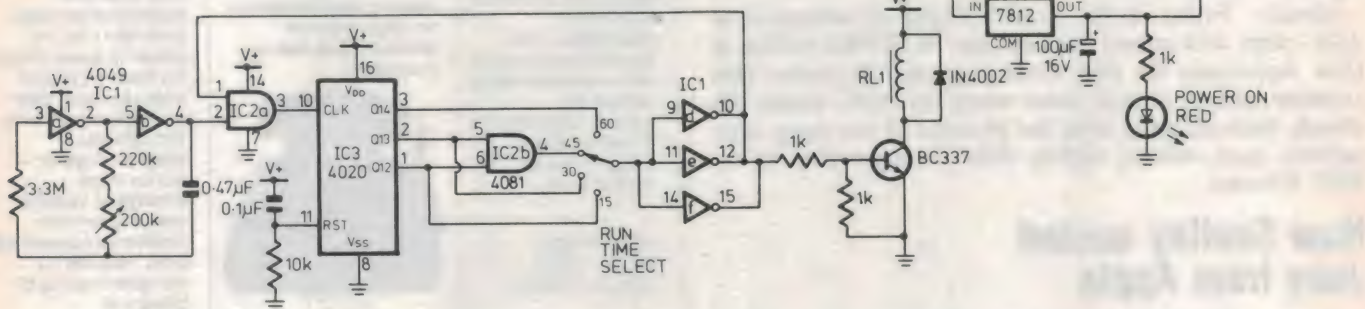 V+
4049
IC1
3
1
2
a
8
5
b
4
220k
200k
3·3M
0·47µF
0·1µF
V+
10k
V+
1
14
2
IC2a
3
7
V+
16
VDD
10
CLK
Q14
3
Q13
2
Q12
1
IC3
4020
11
RST
VSS
8
5
6
IC2b
4
4081
60
45
30
15
RUN
TIME
SELECT
IC1
9
d
10
11
e
12
14
f
15
1k
1k
RL1
IN4002
BC337
IN
OUT
7812
COM
100µF
16V
+
1k
POWER ON
RED